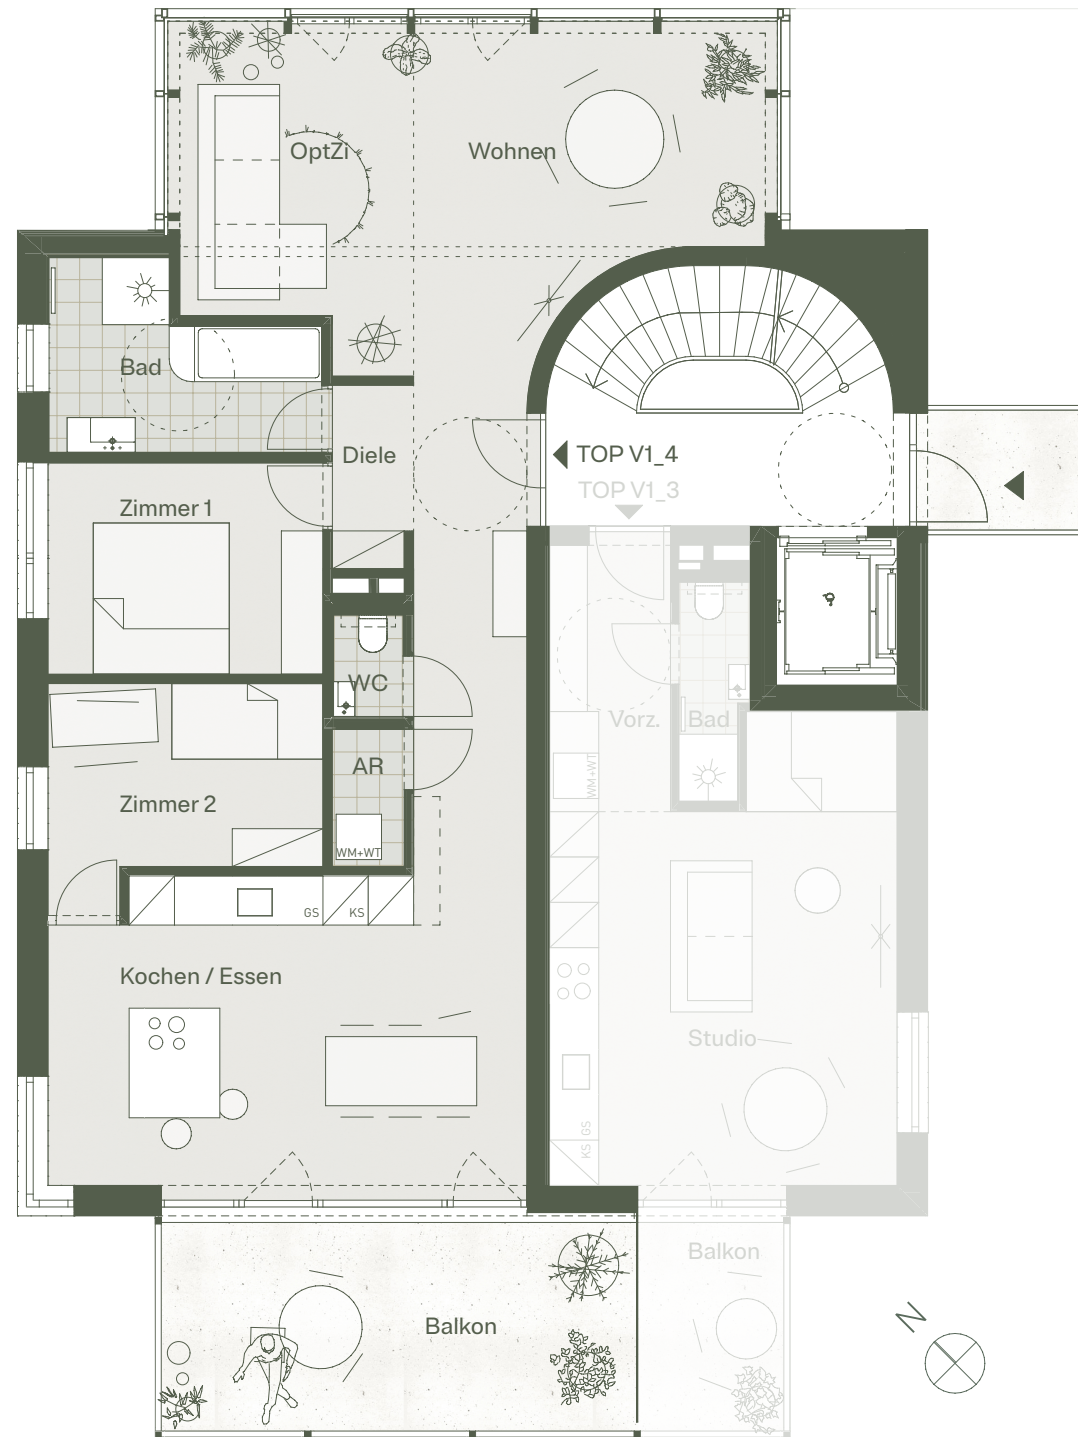 OptZi
Wohnen
Bad
Diele
TOP V1_4
TOP V1_3
Zimmer 1
WC
Vorz.
Bad
AR
WM+WT
WM+WT
Zimmer 2
GS
KS
Kochen / Essen
Studio
GS
KS
Balkon
Balkon
N